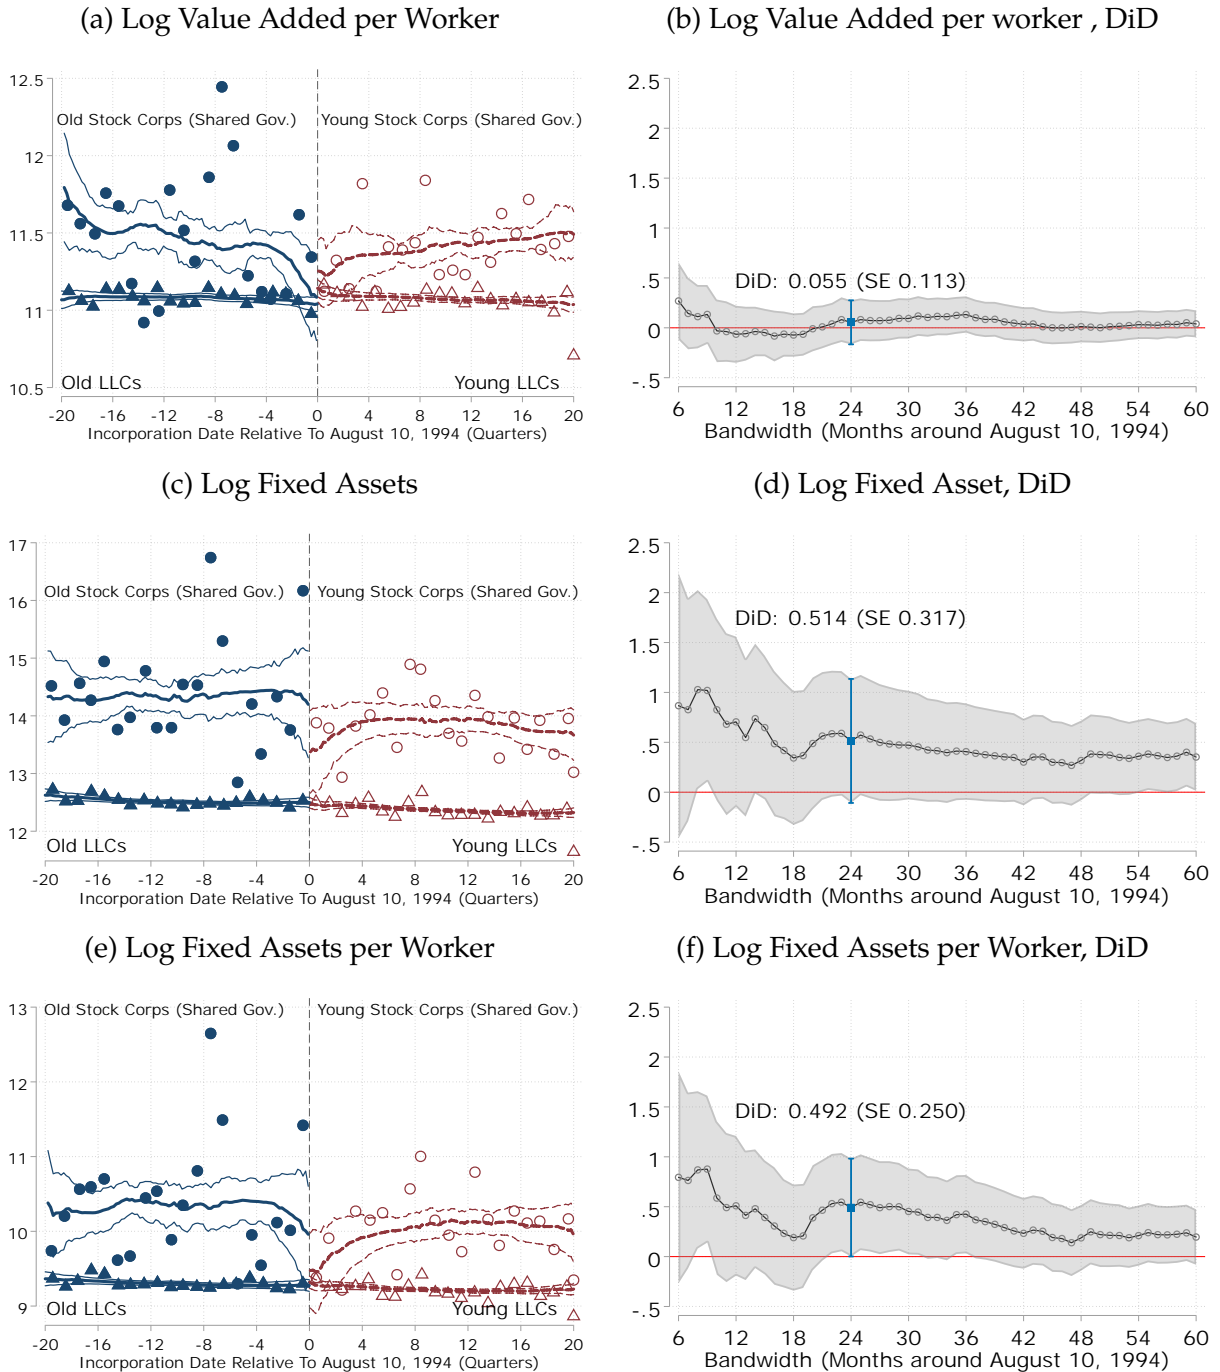 (a) Log Value Added per Worker
12.5
12
11.5
11
10.5
Old Stock Corps (Shared Gov.)
Young Stock Corps (Shared Gov.)
Old LLCs
Young LLCs
-20 -16 -12 -8 -4 0 4 8 12 16 20
Incorporation Date Relative To August 10, 1994 (Quarters)
(b) Log Value Added per worker , DiD
2.5
2
1.5
1
.5
0
-.5
DiD: 0.055 (SE 0.113)
6 12 18 24 30 36 42 48 54 60
Bandwidth (Months around August 10, 1994)
(c) Log Fixed Assets
17
16
15
14
13
12
Old Stock Corps (Shared Gov.)
Young Stock Corps (Shared Gov.)
Old LLCs
Young LLCs
-20 -16 -12 -8 -4 0 4 8 12 16 20
Incorporation Date Relative To August 10, 1994 (Quarters)
(d) Log Fixed Asset, DiD
2.5
2
1.5
1
.5
0
-.5
DiD: 0.514 (SE 0.317)
6 12 18 24 30 36 42 48 54 60
Bandwidth (Months around August 10, 1994)
(e) Log Fixed Assets per Worker
13
12
11
10
9
Old Stock Corps (Shared Gov.)
Young Stock Corps (Shared Gov.)
Old LLCs
Young LLCs
-20 -16 -12 -8 -4 0 4 8 12 16 20
Incorporation Date Relative To August 10, 1994 (Quarters)
(f) Log Fixed Assets per Worker, DiD
2.5
2
1.5
1
.5
0
-.5
DiD: 0.492 (SE 0.250)
6 12 18 24 30 36 42 48 54 60
Bandwidth (Months around August 10, 1994)